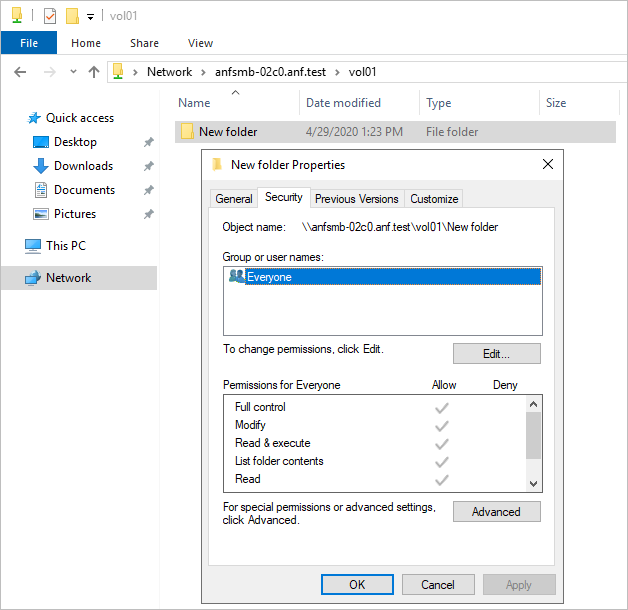 vol01
File Home Share View
Network › anfsmb-02c0.anf.test › vol01
Name Date modified Type Size
Quick access
Desktop
Downloads
Documents
Pictures
This PC
Network
New folder 4/29/2020 1:23 PM File folder
New folder Properties
General Security Previous Versions Customize
Object name: \\anfsmb-02c0.anf.test\vol01\New folder
Group or user names:
Everyone
To change permissions, click Edit.
Edit...
Permissions for Everyone Allow Deny
Full control
Modify
Read & execute
List folder contents
Read
For special permissions or advanced settings,
click Advanced.
Advanced
OK Cancel Apply